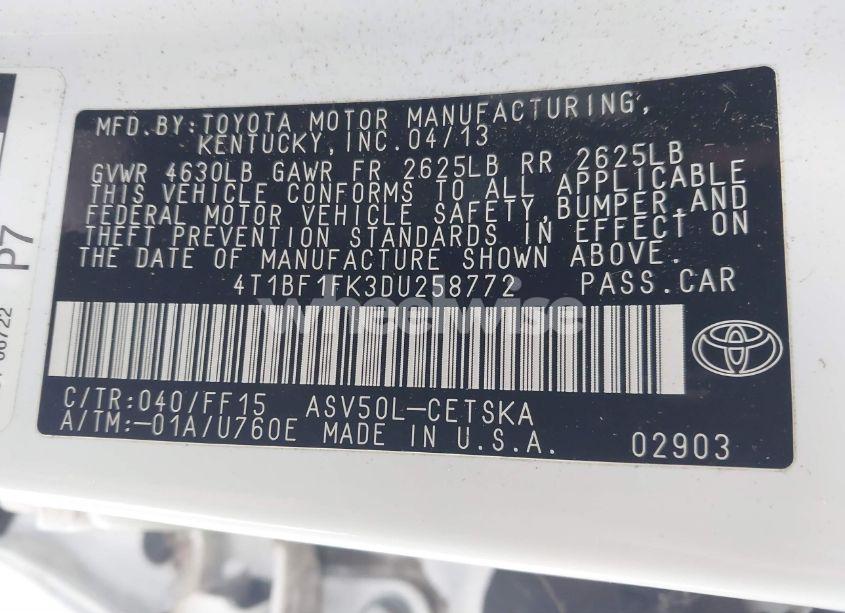 MFD.BY:TOYOTA MOTOR MANUFACTURING,
KENTUCKY,INC.04/13
GVWR 4630LB GAWR FR 2625LB RR 2625LB
THIS VEHICLE CONFORMS TO ALL APPLICABLE
FEDERAL MOTOR VEHICLE SAFETY,BUMPER,AND
THEFT PREVENTION STANDARDS IN EFFECT ON
THE DATE OF MANUFACTURE SHOWN ABOVE.
4T1BF1FK3DU258772 PASS.CAR
wheelwise
C/TR:040/FF15 ASV50L-CETSKA
A/TM:-01A/U760E MADE IN U.S.A. 02903
P7
00722